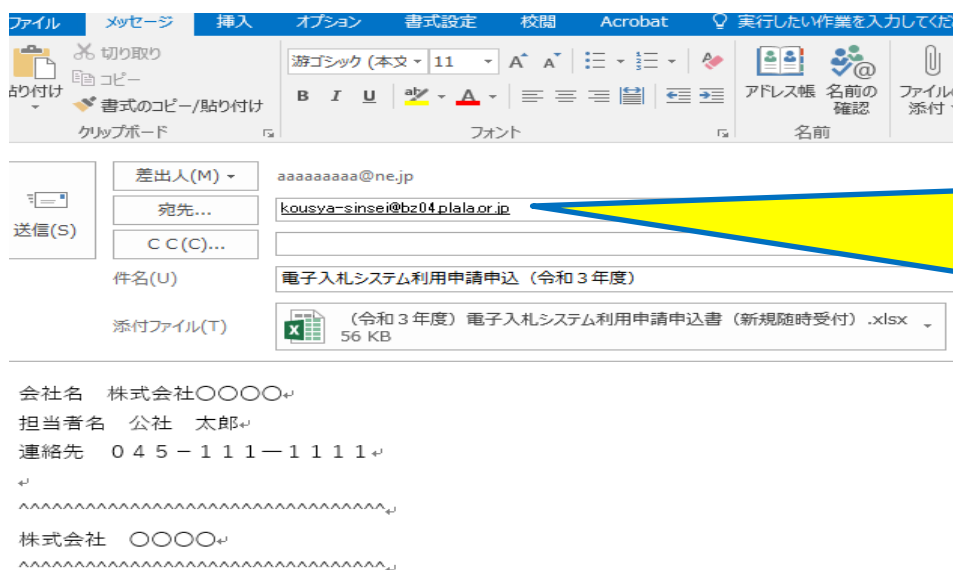 ファイル メッセージ 挿入 オプション 書式設定 校閲 Acrobat 実行したい作業を入力してくだ
切り取り
コピー
貼り付け
書式のコピー/貼り付け
クリップボード
游ゴシック (本文 11
A A
B I U ab A
フォント
アドレス帳 名前の
確認
名前
ファイル
添付
送信(S)
差出人(M) aaaaaaaaa@ne.jp
宛先... kousya-sinsei@bz04.plala.or.jp
C C(C)...
件名(U) 電子入札システム利用申請申込（令和３年度）
添付ファイル(T) （令和３年度）電子入札システム利用申請申込書（新規随時受付）.xlsx
56 KB
会社名　株式会社〇〇〇〇↵
担当者名　公社　太郎↵
連絡先　０４５－１１１―１１１１↵
↵
^^^^^^^^^^^^^^^^^^^^^^^^^^^^^^^^^↵
株式会社　〇〇〇〇↵
^^^^^^^^^^^^^^^^^^^^^^^^^^^^^^^^^↵